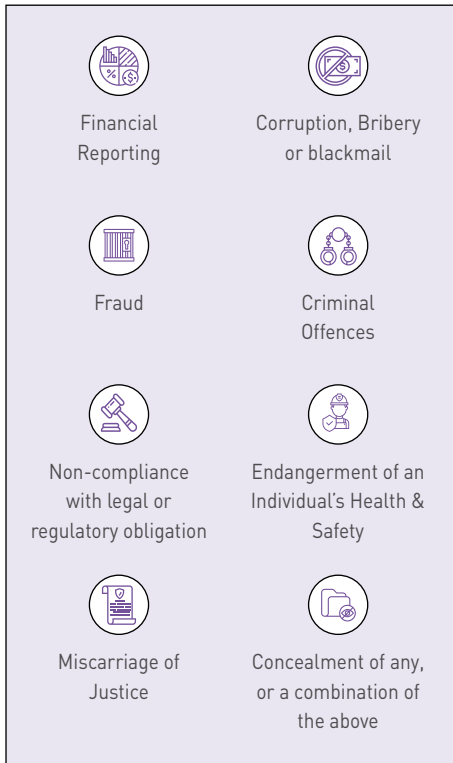 Financial
Reporting
Corruption, Bribery
or blackmail
Fraud
Criminal
Offences
Non-compliance
with legal or
regulatory obligation
Endangerment of an
Individual's Health &
Safety
Miscarriage of
Justice
Concealment of any,
or a combination of
the above